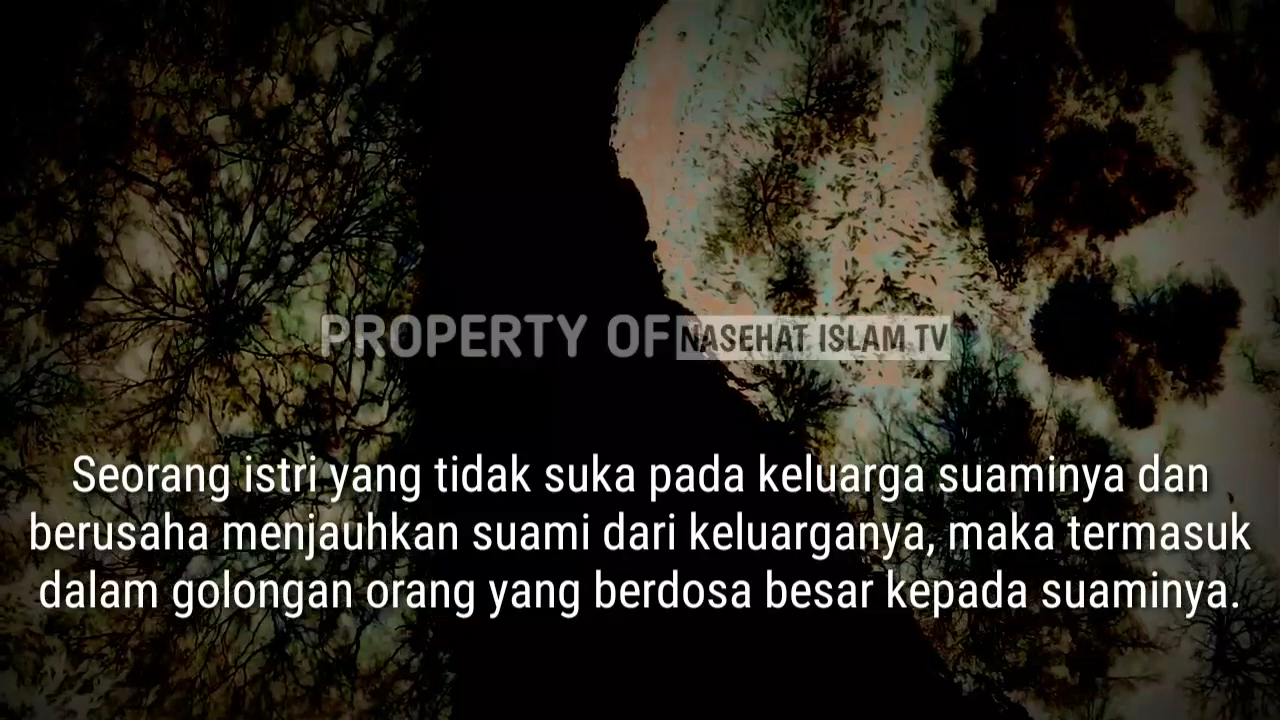 PROPERTY OF NASEHAT ISLAM TV
Seorang istri yang tidak suka pada keluarga suaminya dan
berusaha menjauhkan suami dari keluarganya, maka termasuk
dalam golongan orang yang berdosa besar kepada suaminya.